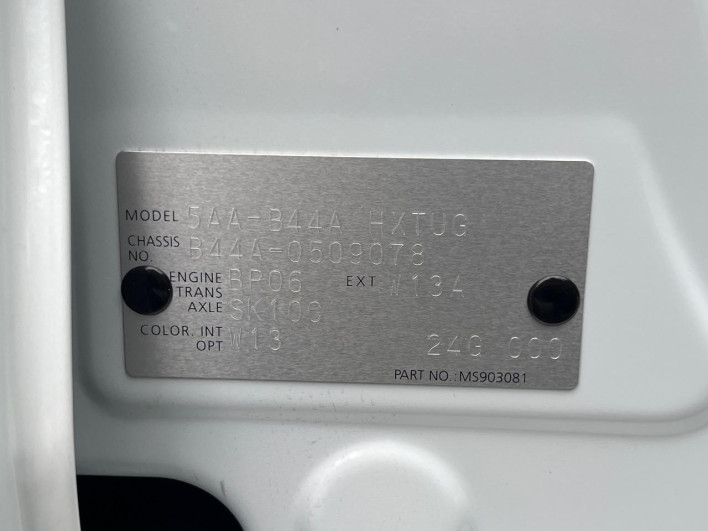 MODEL 5AA-B44A HXTUG
CHASSIS NO. B44A-0509078
ENGINE BP06 EXT W13A
TRANS AXLE SK106
COLOR. INT OPT W13 24G 000
PART NO.: MS903081